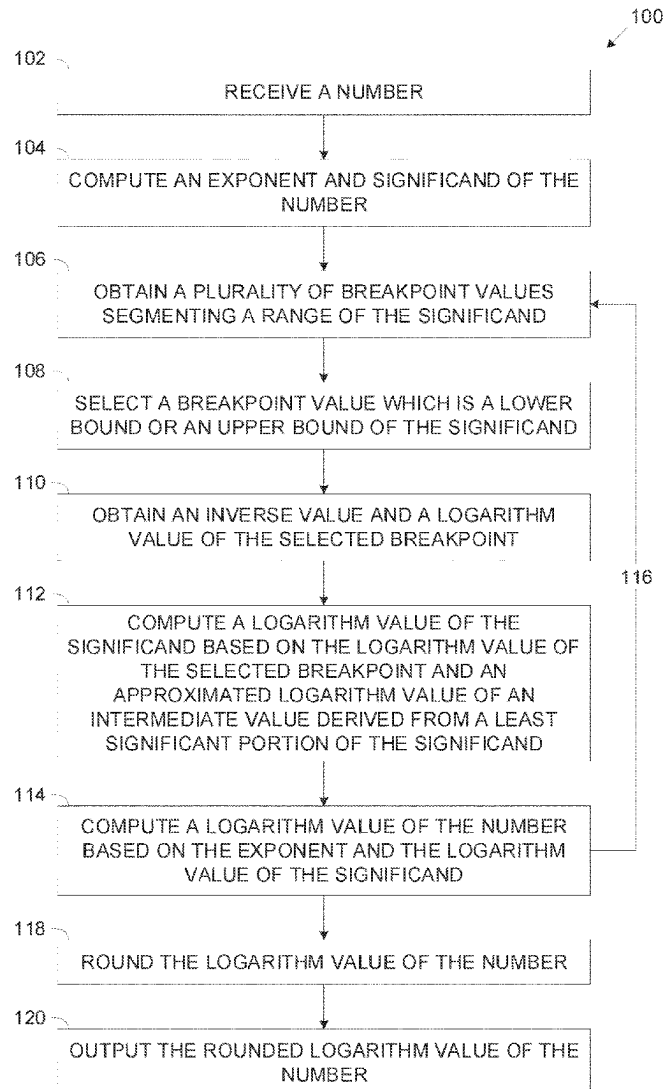 100
102
RECEIVE A NUMBER
104
COMPUTE AN EXPONENT AND SIGNIFICAND OF THE
NUMBER
106
OBTAIN A PLURALITY OF BREAKPOINT VALUES
SEGMENTING A RANGE OF THE SIGNIFICAND
108
SELECT A BREAKPOINT VALUE WHICH IS A LOWER
BOUND OR AN UPPER BOUND OF THE SIGNIFICAND
110
OBTAIN AN INVERSE VALUE AND A LOGARITHM
VALUE OF THE SELECTED BREAKPOINT
116
112
COMPUTE A LOGARITHM VALUE OF THE
SIGNIFICAND BASED ON THE LOGARITHM VALUE OF
THE SELECTED BREAKPOINT AND AN
APPROXIMATED LOGARITHM VALUE OF AN
INTERMEDIATE VALUE DERIVED FROM A LEAST
SIGNIFICANT PORTION OF THE SIGNIFICAND
114
COMPUTE A LOGARITHM VALUE OF THE NUMBER
BASED ON THE EXPONENT AND THE LOGARITHM
VALUE OF THE SIGNIFICAND
118
ROUND THE LOGARITHM VALUE OF THE NUMBER
120
OUTPUT THE ROUNDED LOGARITHM VALUE OF THE
NUMBER